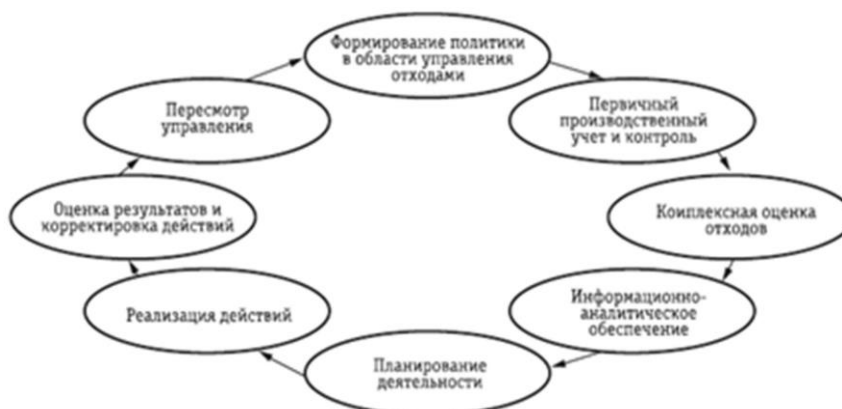 Формирование политики
в области управления
отходами
Первичный
производственный
учет и контроль
Комплексная оценка
отходов
Информационно-
аналитическое
обеспечение
Планирование
деятельности
Реализация действий
Оценка результатов и
корректировка действий
Пересмотр
управления